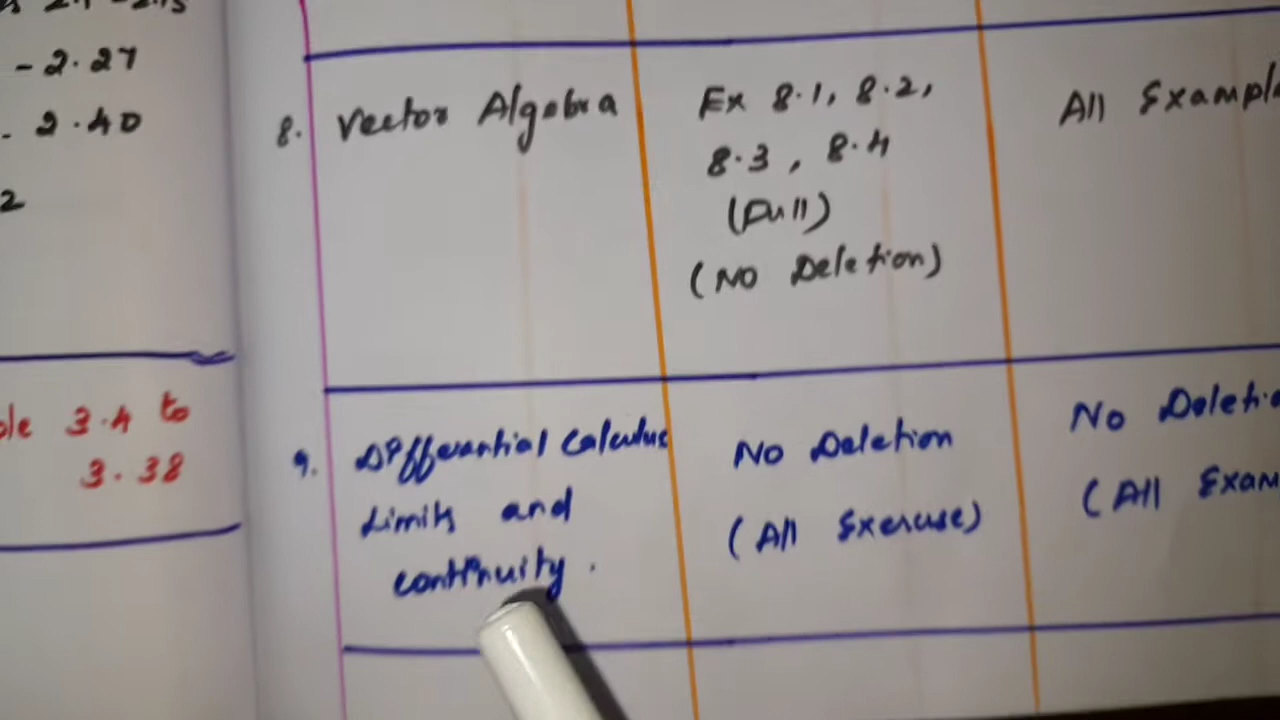 - 2.27
- 2.40
2
3.4 to
3.38
8. Vector Algebra
Ex 8.1, 8.2,
8.3, 8.4
(Full)
(No Deletion)
All Exampl
9. Differential Calculus
Limits and
continuity.
No Deletion
(All Exercise)
No Deleti
(All Exam